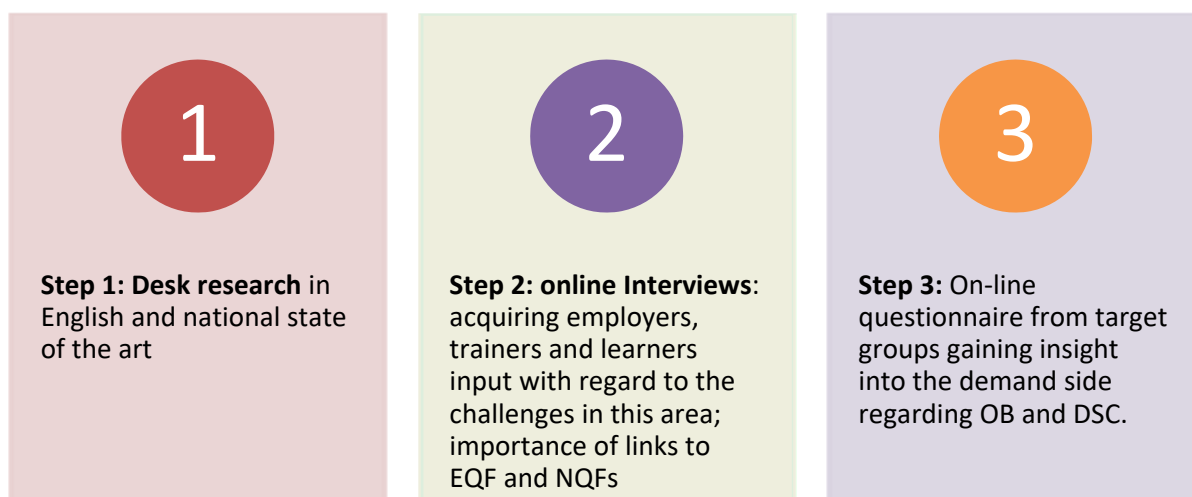 1
Step 1: Desk research in
English and national state
of the art
2
Step 2: online Interviews:
acquiring employers,
trainers and learners
input with regard to the
challenges in this area;
importance of links to
EQF and NQFs
3
Step 3: On-line
questionnaire from target
groups gaining insight
into the demand side
regarding OB and DSC.